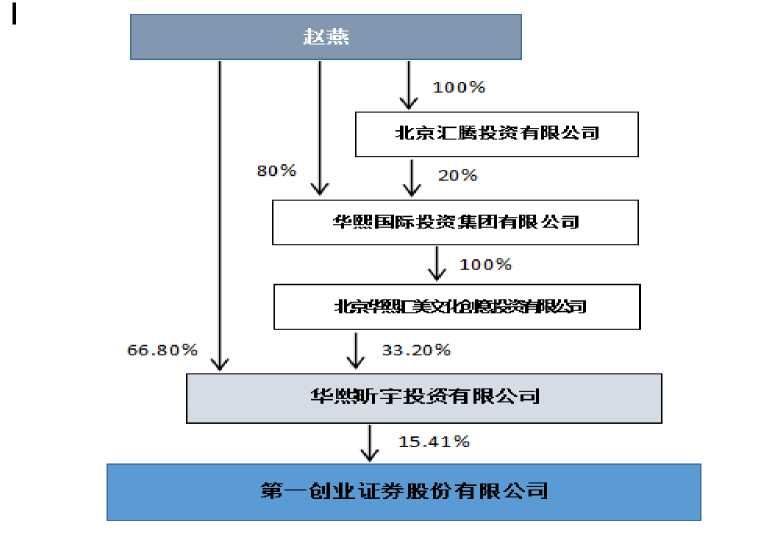 赵燕
100%
北京汇腾投资有限公司
80%
20%
华熙国际投资集团有限公司
100%
北京华熙汇美文化创意投资有限公司
66.80%
33.20%
华熙昕宇投资有限公司
15.41%
第一创业证券股份有限公司